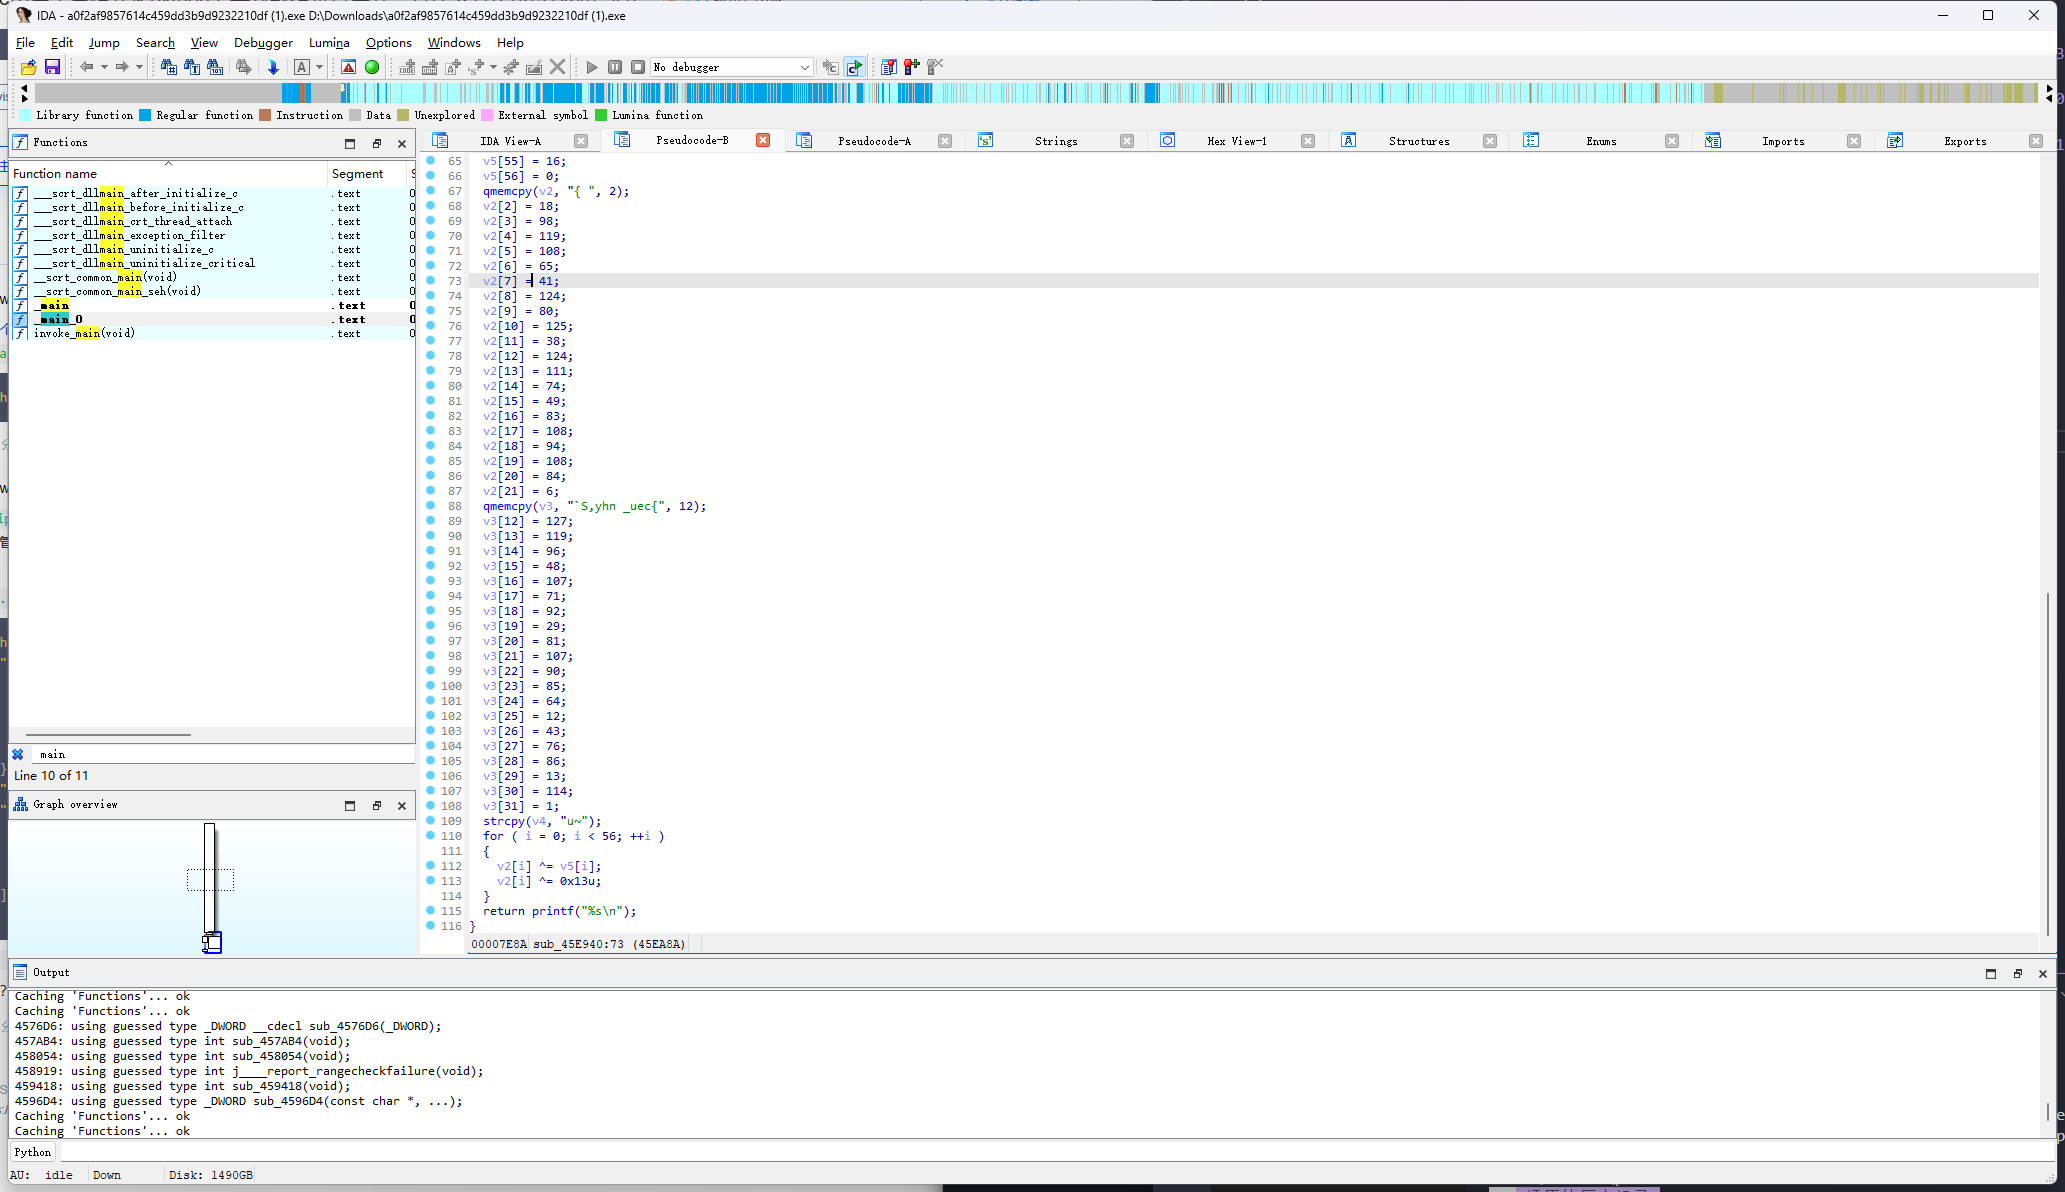 IDA - a0f2af9857614c459dd3b9d9232210df (1).exe D:\Downloads\a0f2af9857614c459dd3b9d9232210df (1).exe
File Edit Jump Search View Debugger Lumina Options Windows Help
No debugger
Library function Regular function Instruction Data Unexplored External symbol Lumina function
Functions
IDA View-A Pseudocode-B Pseudocode-A Strings Hex View-1 Structures Enums Imports Exports
Function name Segment
___scrt_dllmain_after_initialize_c .text 0
___scrt_dllmain_before_initialize_c .text 0
___scrt_dllmain_crt_thread_attach .text 0
___scrt_dllmain_exception_filter .text 0
___scrt_dllmain_uninitialize_c .text 0
___scrt_dllmain_uninitialize_critical .text 0
__scrt_common_main(void) .text 0
__scrt_common_main_seh(void) .text 0
_main .text 0
_main_0 .text 0
invoke_main(void) .text 0
main
Line 10 of 11
Graph overview
65 v5[55] = 16;
66 v5[56] = 0;
67 qmemcpy(v2, "{ ", 2);
68 v2[2] = 18;
69 v2[3] = 98;
70 v2[4] = 119;
71 v2[5] = 108;
72 v2[6] = 65;
73 v2[7] = 41;
74 v2[8] = 124;
75 v2[9] = 80;
76 v2[10] = 125;
77 v2[11] = 38;
78 v2[12] = 124;
79 v2[13] = 111;
80 v2[14] = 74;
81 v2[15] = 49;
82 v2[16] = 83;
83 v2[17] = 108;
84 v2[18] = 94;
85 v2[19] = 108;
86 v2[20] = 84;
87 v2[21] = 6;
88 qmemcpy(v3, "`S,yhn _uec{", 12);
89 v3[12] = 127;
90 v3[13] = 119;
91 v3[14] = 96;
92 v3[15] = 48;
93 v3[16] = 107;
94 v3[17] = 71;
95 v3[18] = 92;
96 v3[19] = 29;
97 v3[20] = 81;
98 v3[21] = 107;
99 v3[22] = 90;
100 v3[23] = 85;
101 v3[24] = 64;
102 v3[25] = 12;
103 v3[26] = 43;
104 v3[27] = 76;
105 v3[28] = 86;
106 v3[29] = 13;
107 v3[30] = 114;
108 v3[31] = 1;
109 strcpy(v4, "u~");
110 for ( i = 0; i < 56; ++i )
111 {
112 v2[i] ^= v5[i];
113 v2[i] ^= 0x13u;
114 }
115 return printf("%s\n");
116 }
00007E8A sub_45E940:73 (45EA8A)
Output
Caching 'Functions'... ok
Caching 'Functions'... ok
4576D6: using guessed type _DWORD __cdecl sub_4576D6(_DWORD);
457AB4: using guessed type int sub_457AB4(void);
458054: using guessed type int sub_458054(void);
458919: using guessed type int j____report_rangecheckfailure(void);
459418: using guessed type int sub_459418(void);
4596D4: using guessed type _DWORD sub_4596D4(const char *, ...);
Caching 'Functions'... ok
Caching 'Functions'... ok
Python
AU: idle Down Disk: 1490GB